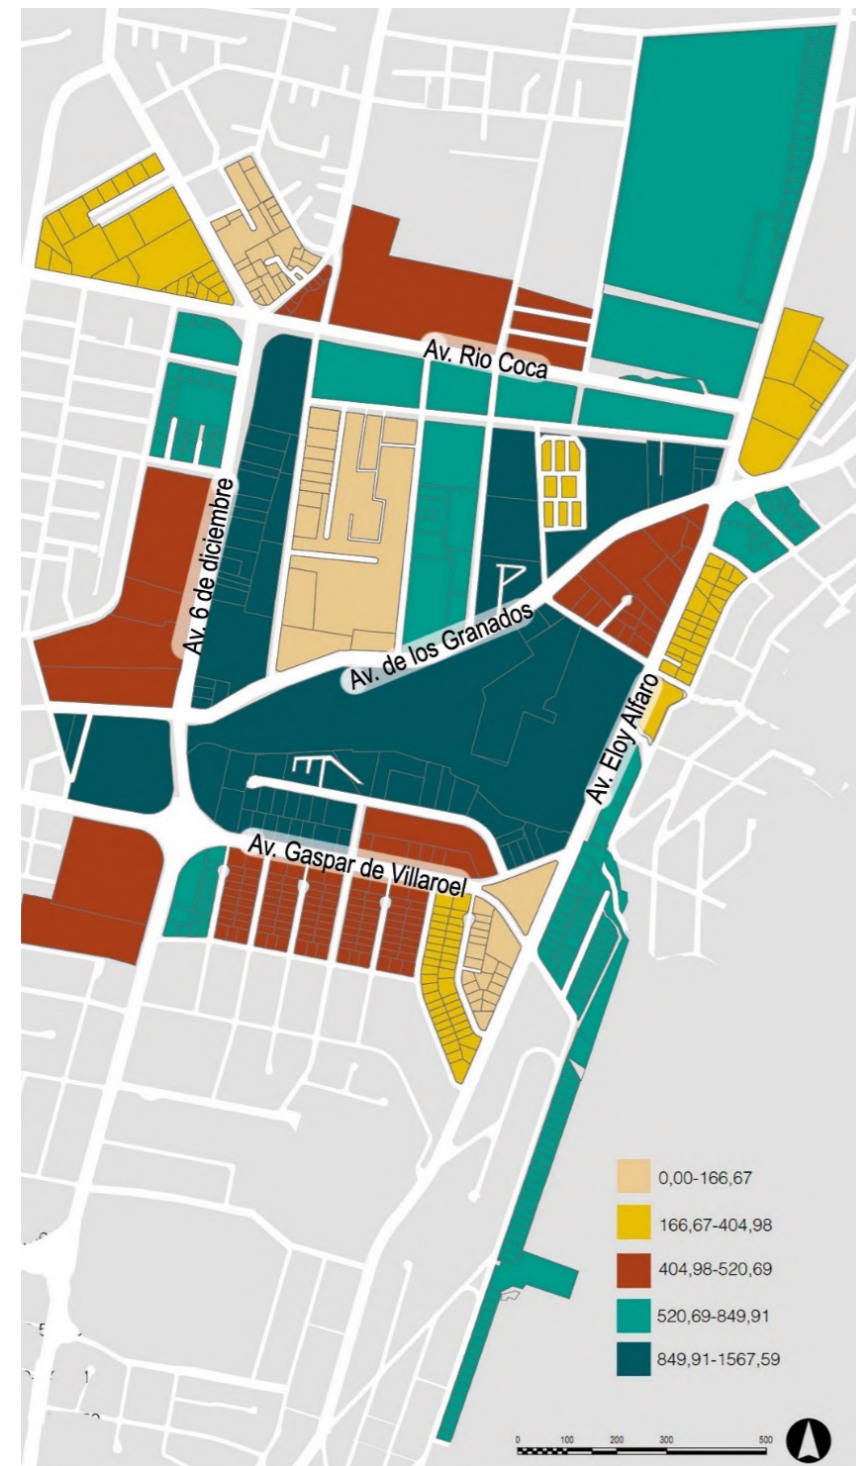 Av. Rio Coca
Av. 6 de diciembre
Av. de los Granados
Av. Eloy Alfaro
Av. Gaspar de Villaroel
0,00-166,67
166,67-404,98
404,98-520,69
520,69-849,91
849,91-1567,59
0 100 200 300 500